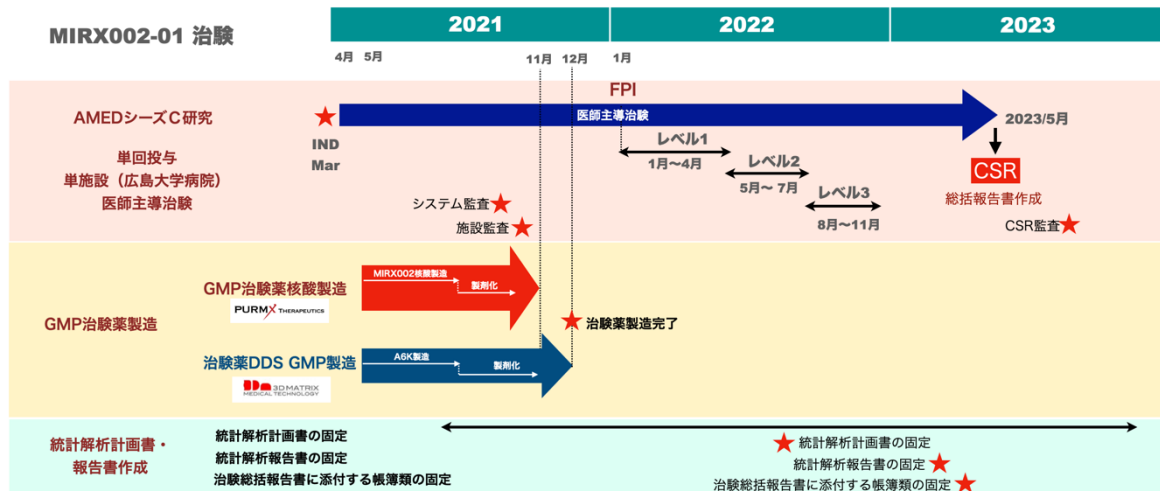 MIRX002-01 治験
2021
2022
2023
4月
5月
11月
12月
1月
FPI
AMEDシーズC研究
医師主導治験
2023/5月
IND
Mar
レベル1
1月〜4月
レベル2
5月〜 7月
レベル3
8月〜11月
CSR
総括報告書作成
単回投与
単施設（広島大学病院）
医師主導治験
システム監査
施設監査
CSR監査
GMP治験薬製造
GMP治験薬核酸製造
PURMX THERAPEUTICS
MIRX002核酸製造
製剤化
治験薬製造完了
治験薬DDS GMP製造
3D MATRIX
MEDICAL TECHNOLOGY
A6K製造
製剤化
統計解析計画書・
報告書作成
統計解析計画書の固定
統計解析報告書の固定
治験総括報告書に添付する帳簿類の固定
統計解析計画書の固定
統計解析報告書の固定
治験総括報告書に添付する帳簿類の固定